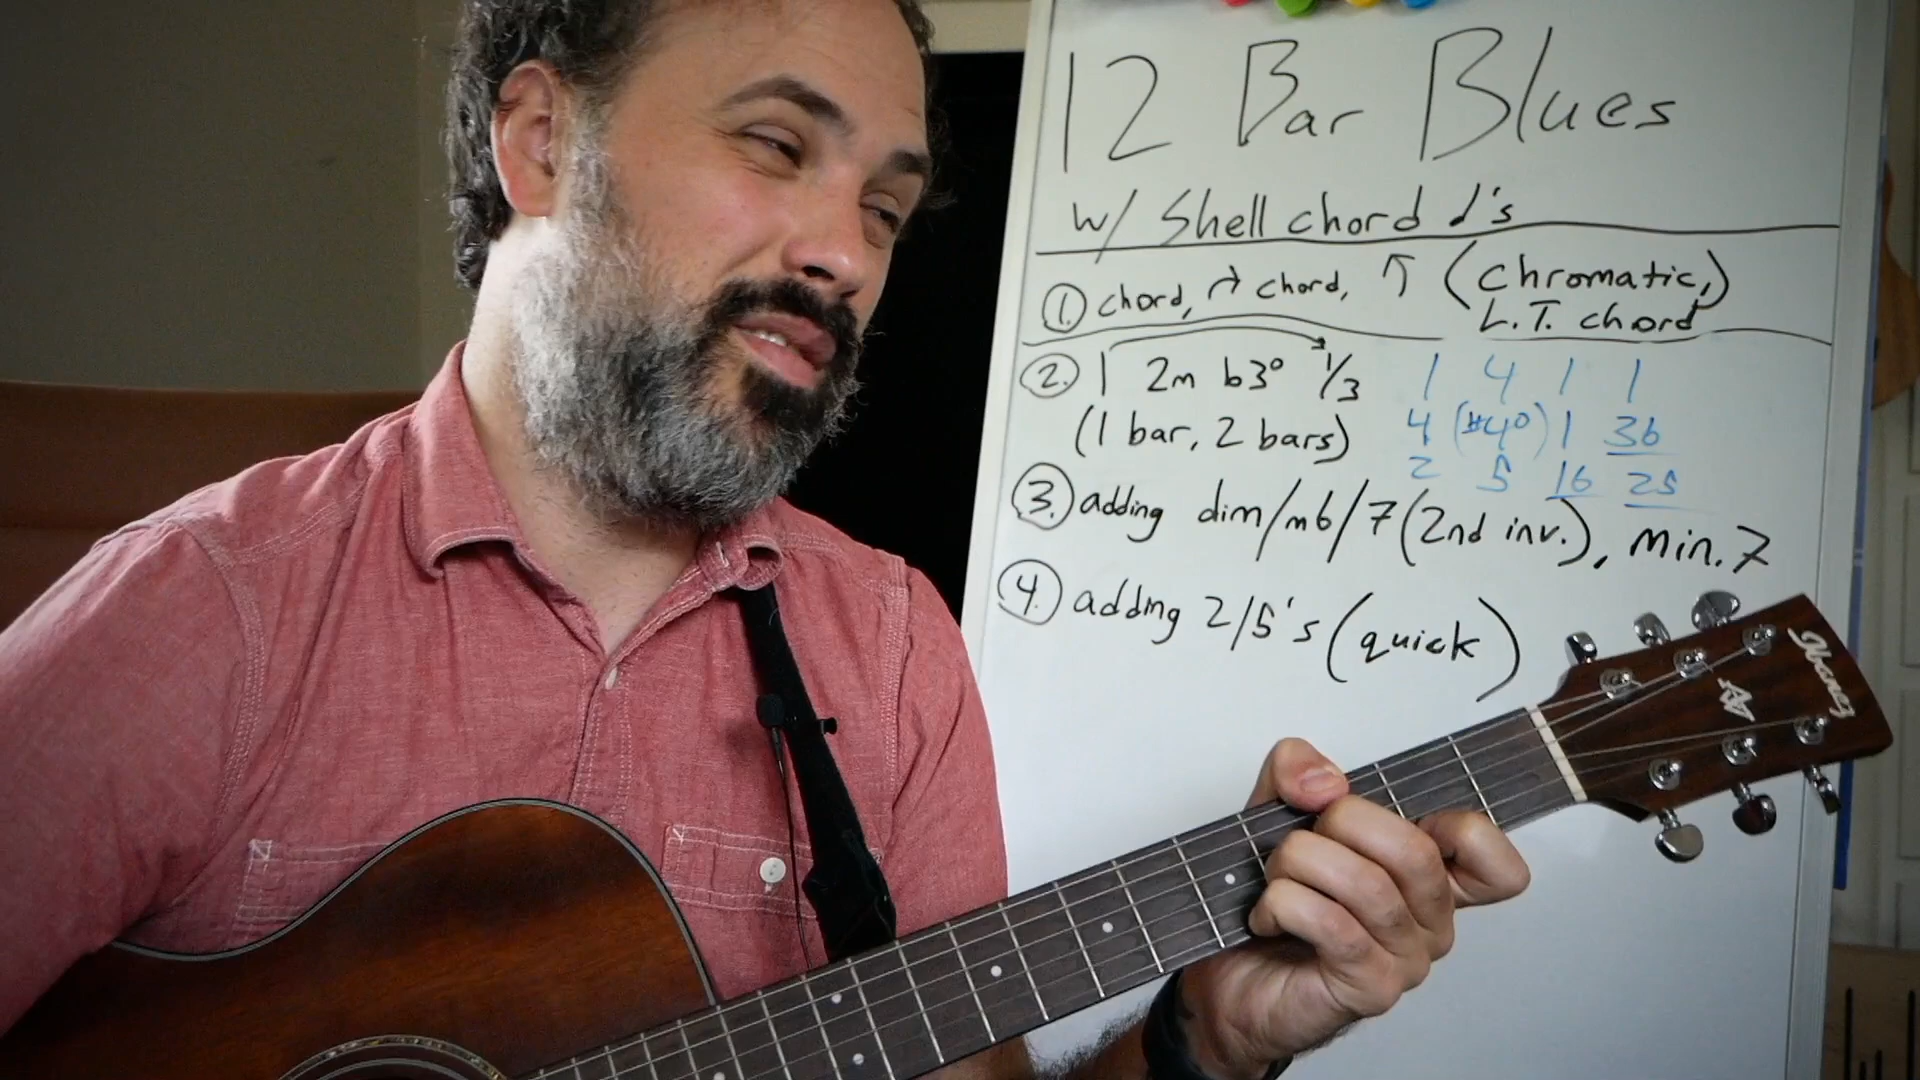 12 Bar Blues
w/ Shell chord d's
1. chord, → chord, ↑ (chromatic,)
L.T. chord
2. 1 2m b3° 1/3
(1 bar, 2 bars)
1 4 1 1
4 (#4°) 1 36
2 5 16 25
3. adding dim/m6/7 (2nd inv.), min.7
4. adding 2/5's (quick)
Ibanez